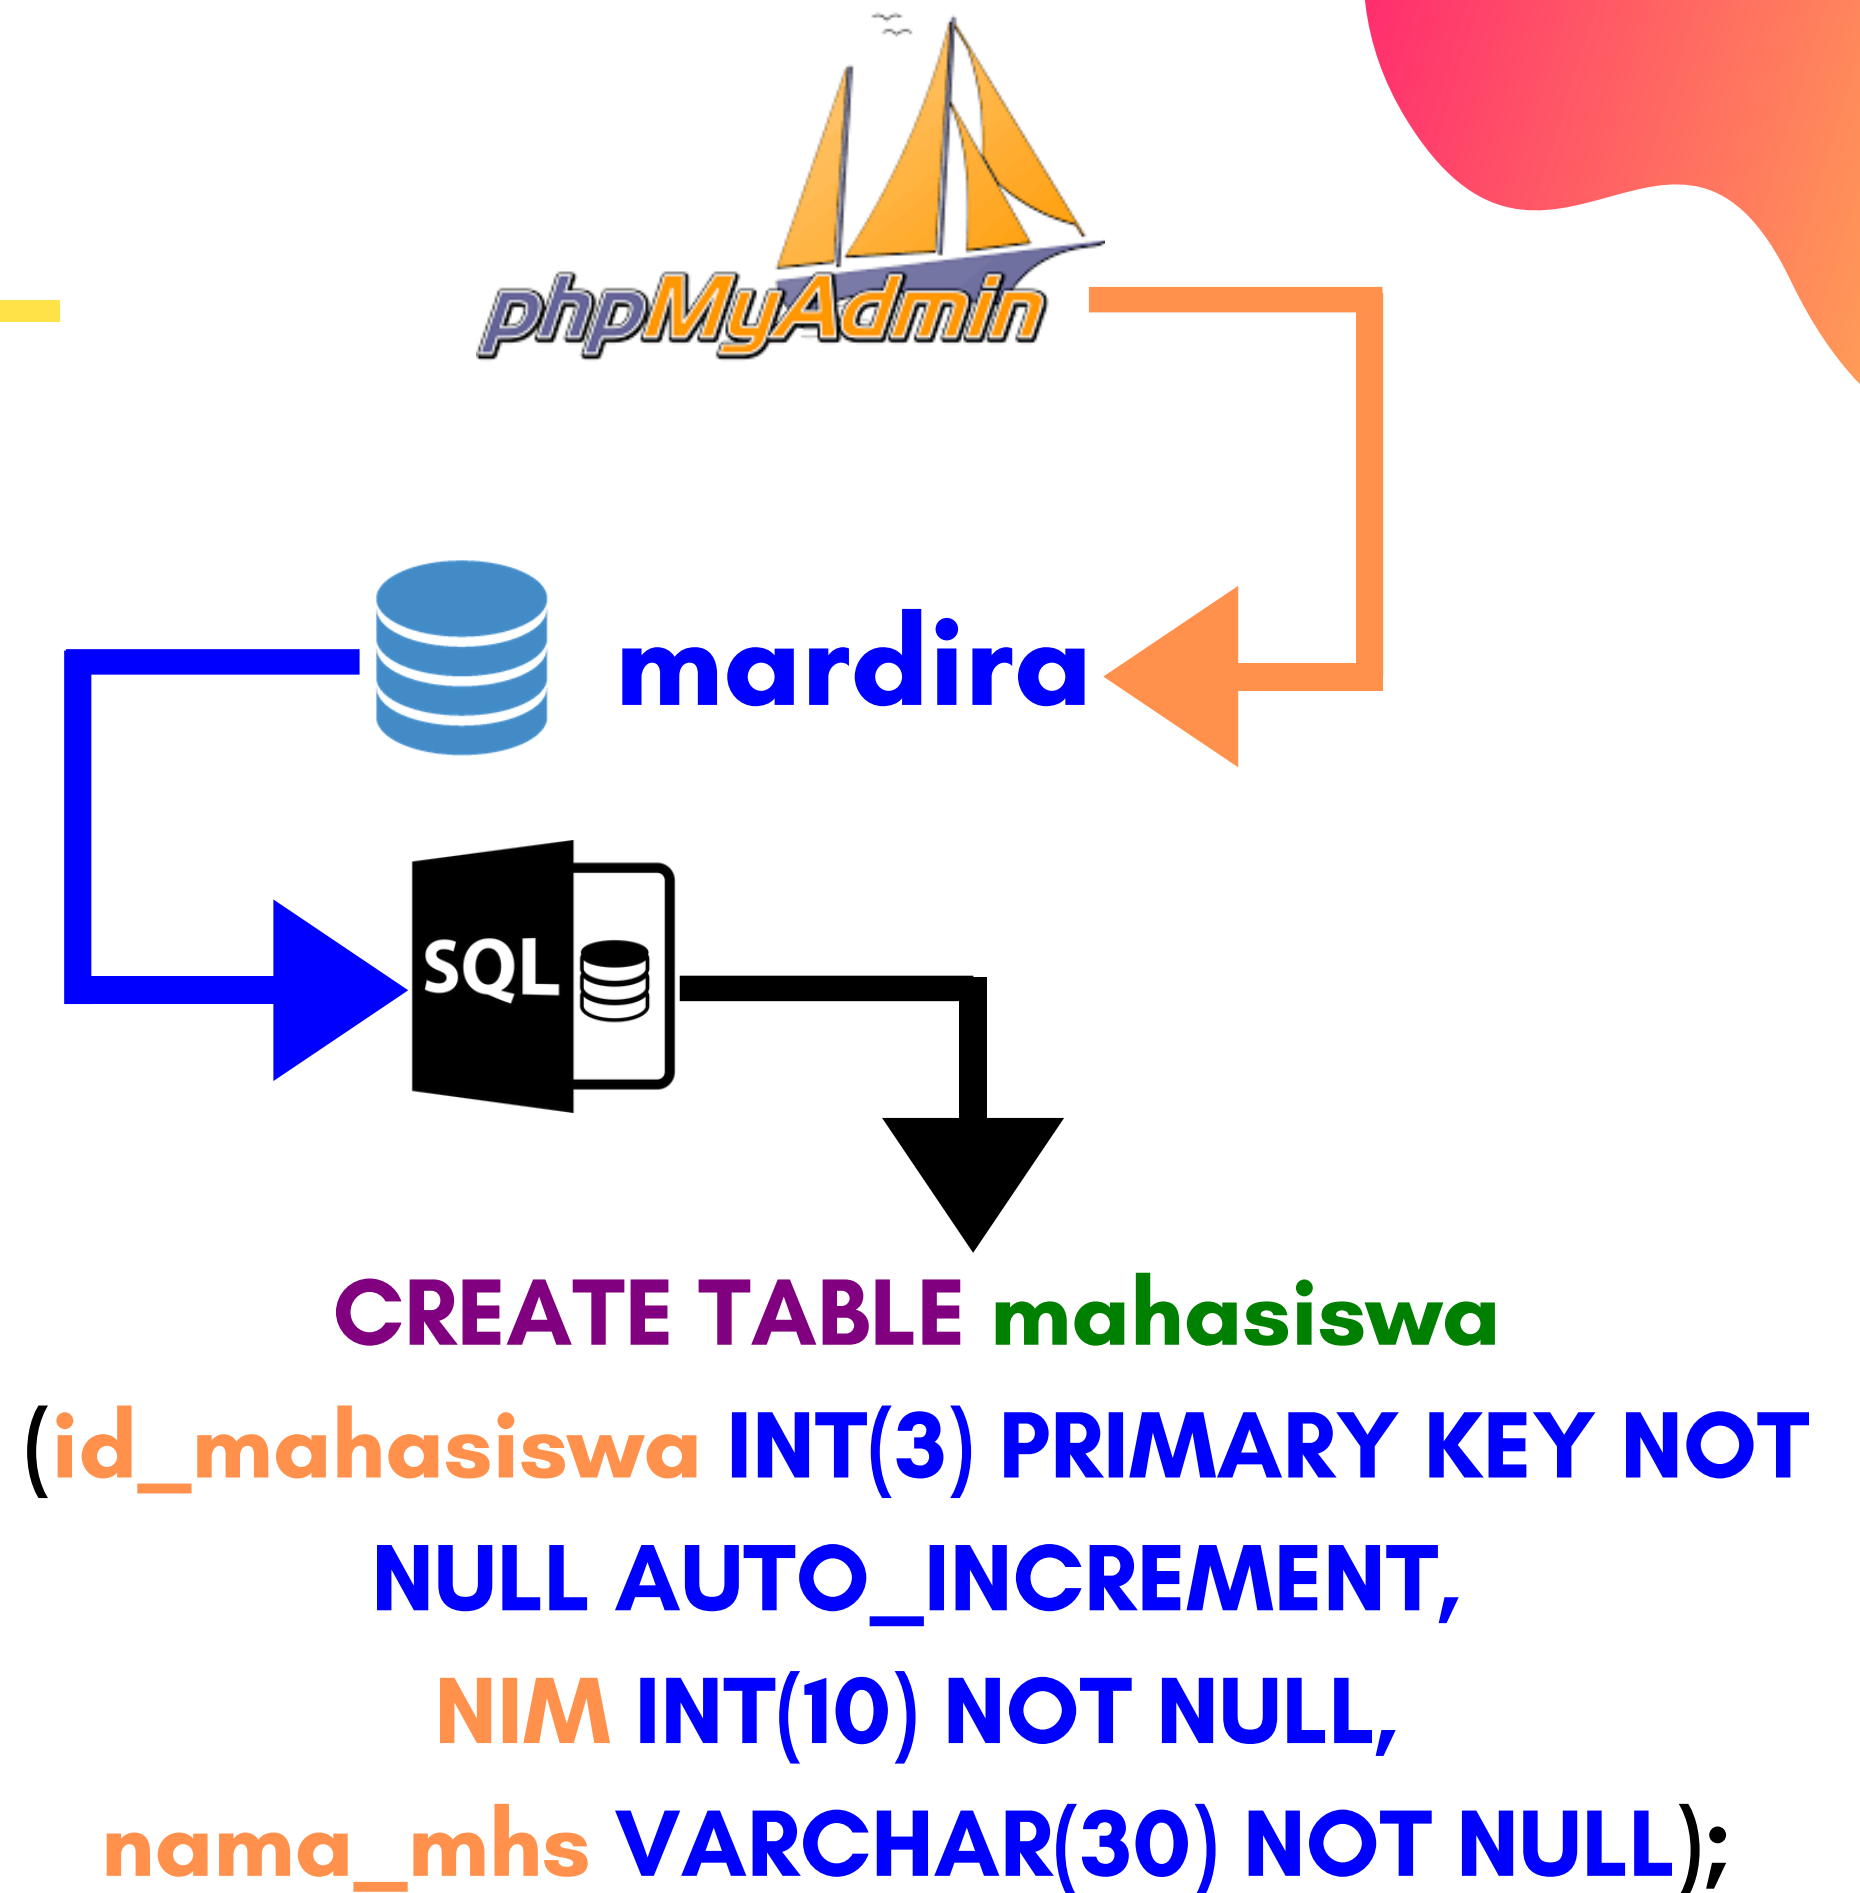 phpMyAdmin
mardira
SQL
CREATE TABLE mahasiswa
(id_mahasiswa INT(3) PRIMARY KEY NOT
NULL AUTO_INCREMENT,
NIM INT(10) NOT NULL,
nama_mhs VARCHAR(30) NOT NULL);